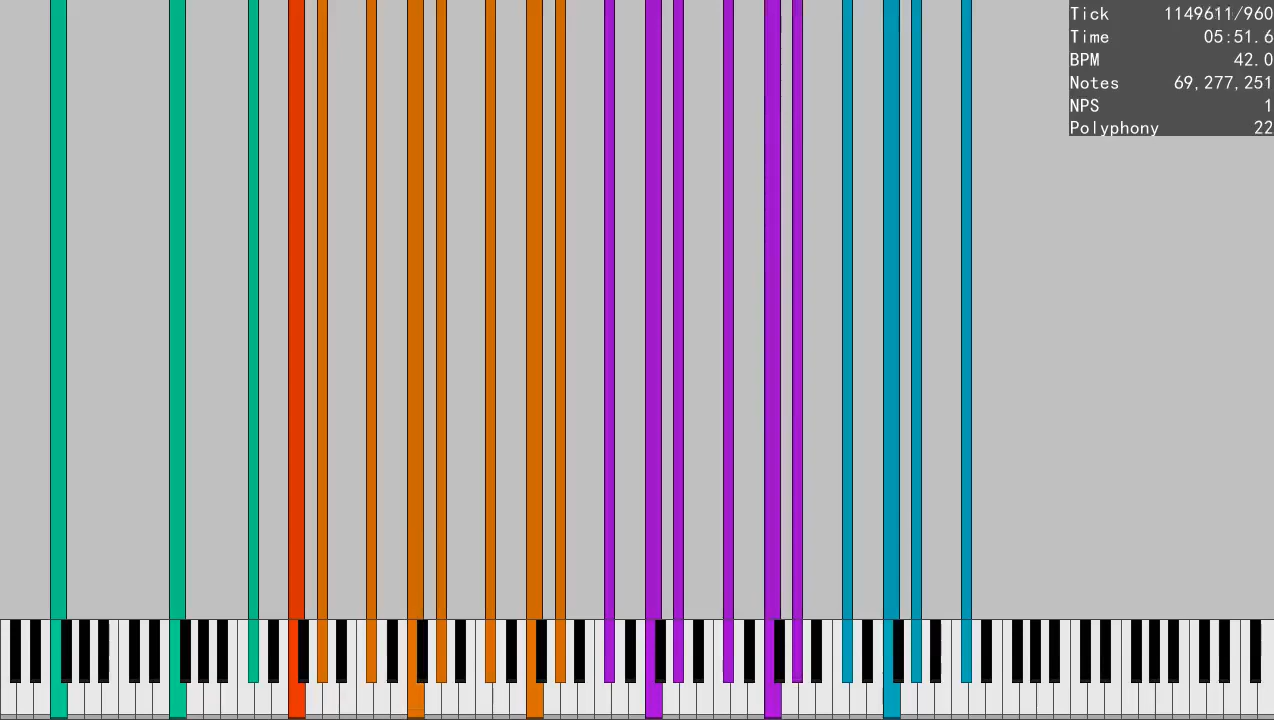 Tick 1149611/960
Time 05:51.6
BPM 42.0
Notes 69,277,251
NPS 1
Polyphony 22